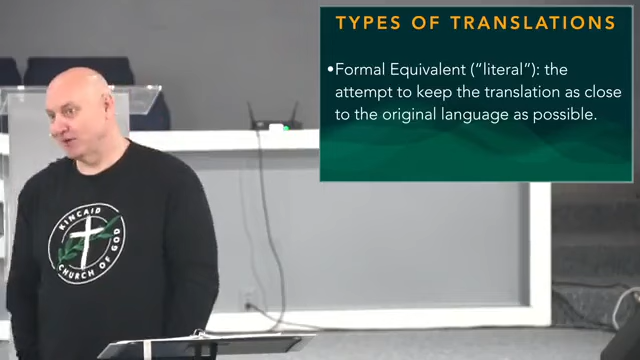 TYPES OF TRANSLATIONS
•Formal Equivalent (“literal”): the
attempt to keep the translation as close
to the original language as possible.
KINCAID
CHURCH OF GOD